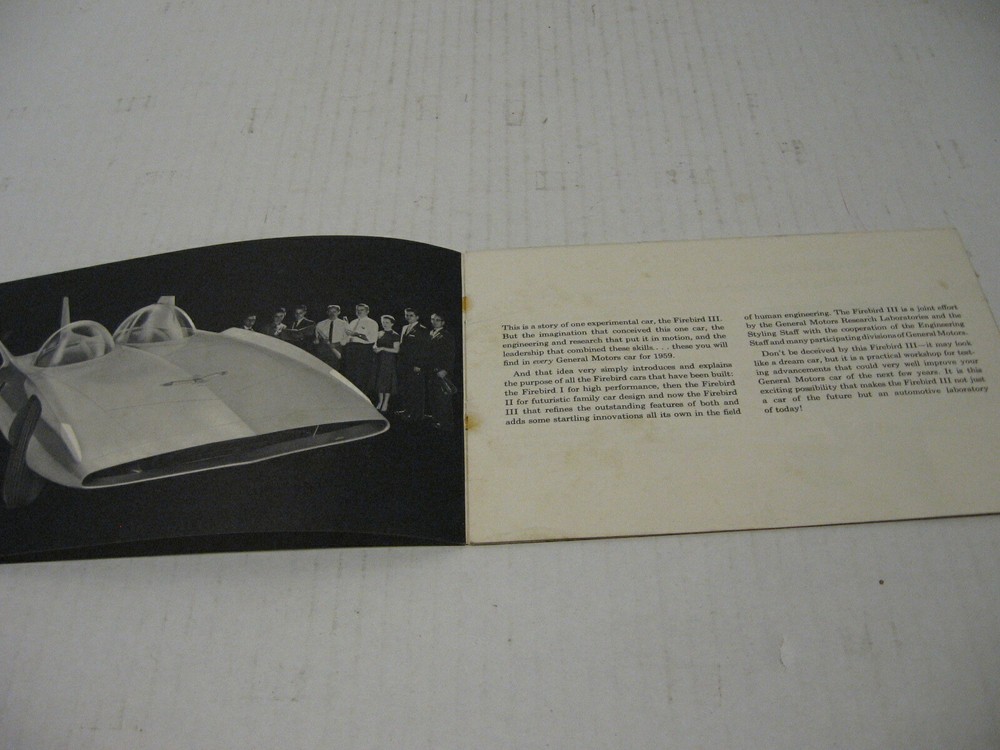 This is a story of one experimental car, the Firebird III.
But the imagination that conceived this one car, the
engineering and research that put it in motion, and the
leadership that combined these skills . . . these you will
find in every General Motors car for 1959.
And that idea very simply introduces and explains
the purpose of all the Firebird cars that have been built:
the Firebird I for high performance, then the Firebird
II for futuristic family car design and now the Firebird
III that refines the outstanding features of both and
adds some startling innovations all its own in the field
of human engineering. The Firebird III is a joint effort
by the General Motors Research Laboratories and the
Styling Staff with the cooperation of the Engineering
Staff and many participating divisions of General Motors.
Don't be deceived by this Firebird III—it may look
like a dream car, but it is a practical workshop for test-
ing advancements that could very well improve your
General Motors car of the next few years. It is this
exciting possibility that makes the Firebird III not just
a car of the future but an automotive laboratory
of today!